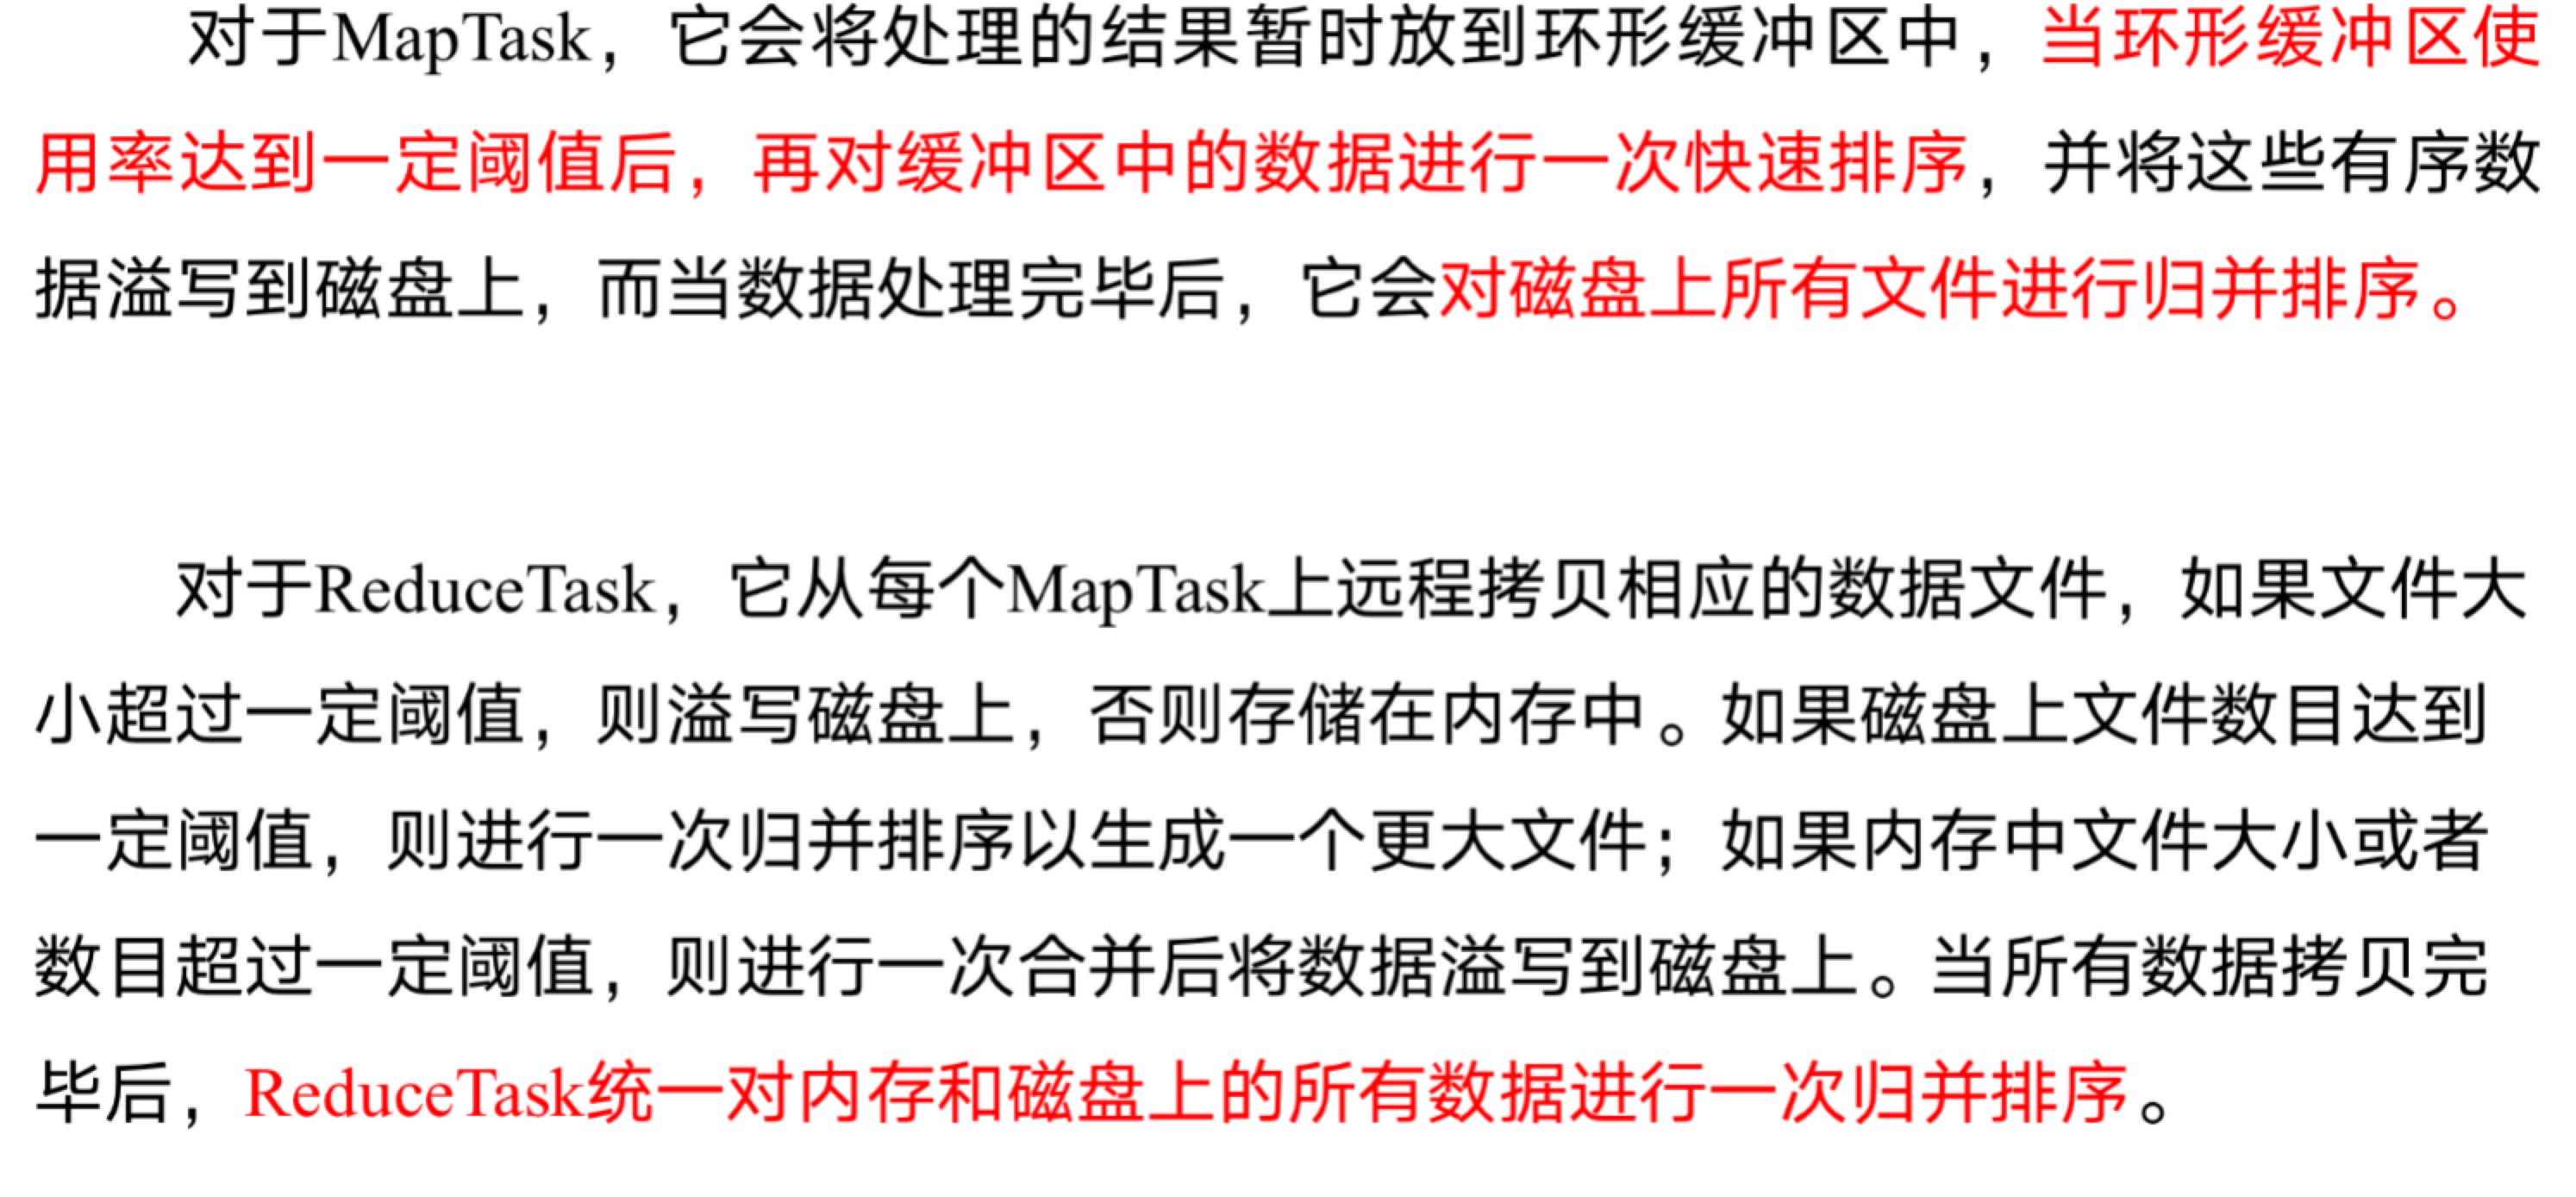 对于MapTask，它会将处理的结果暂时放到环形缓冲区中，当环形缓冲区使
用率达到一定阈值后，再对缓冲区中的数据进行一次快速排序，并将这些有序数
据溢写到磁盘上，而当数据处理完毕后，它会对磁盘上所有文件进行归并排序。
对于ReduceTask，它从每个MapTask上远程拷贝相应的数据文件，如果文件大
小超过一定阈值，则溢写磁盘上，否则存储在内存中。如果磁盘上文件数目达到
一定阈值，则进行一次归并排序以生成一个更大文件；如果内存中文件大小或者
数目超过一定阈值，则进行一次合并后将数据溢写到磁盘上。当所有数据拷贝完
毕后，ReduceTask统一对内存和磁盘上的所有数据进行一次归并排序。